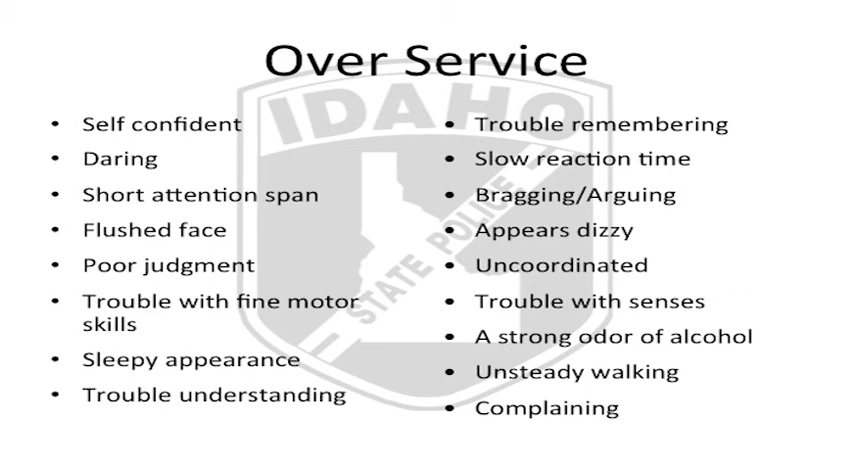 Over Service
• Self confident
• Daring
• Short attention span
• Flushed face
• Poor judgment
• Trouble with fine motor
skills
• Sleepy appearance
• Trouble understanding
• Trouble remembering
• Slow reaction time
• Bragging/Arguing
• Appears dizzy
• Uncoordinated
• Trouble with senses
• A strong odor of alcohol
• Unsteady walking
• Complaining
IDAHO
STATE POLICE